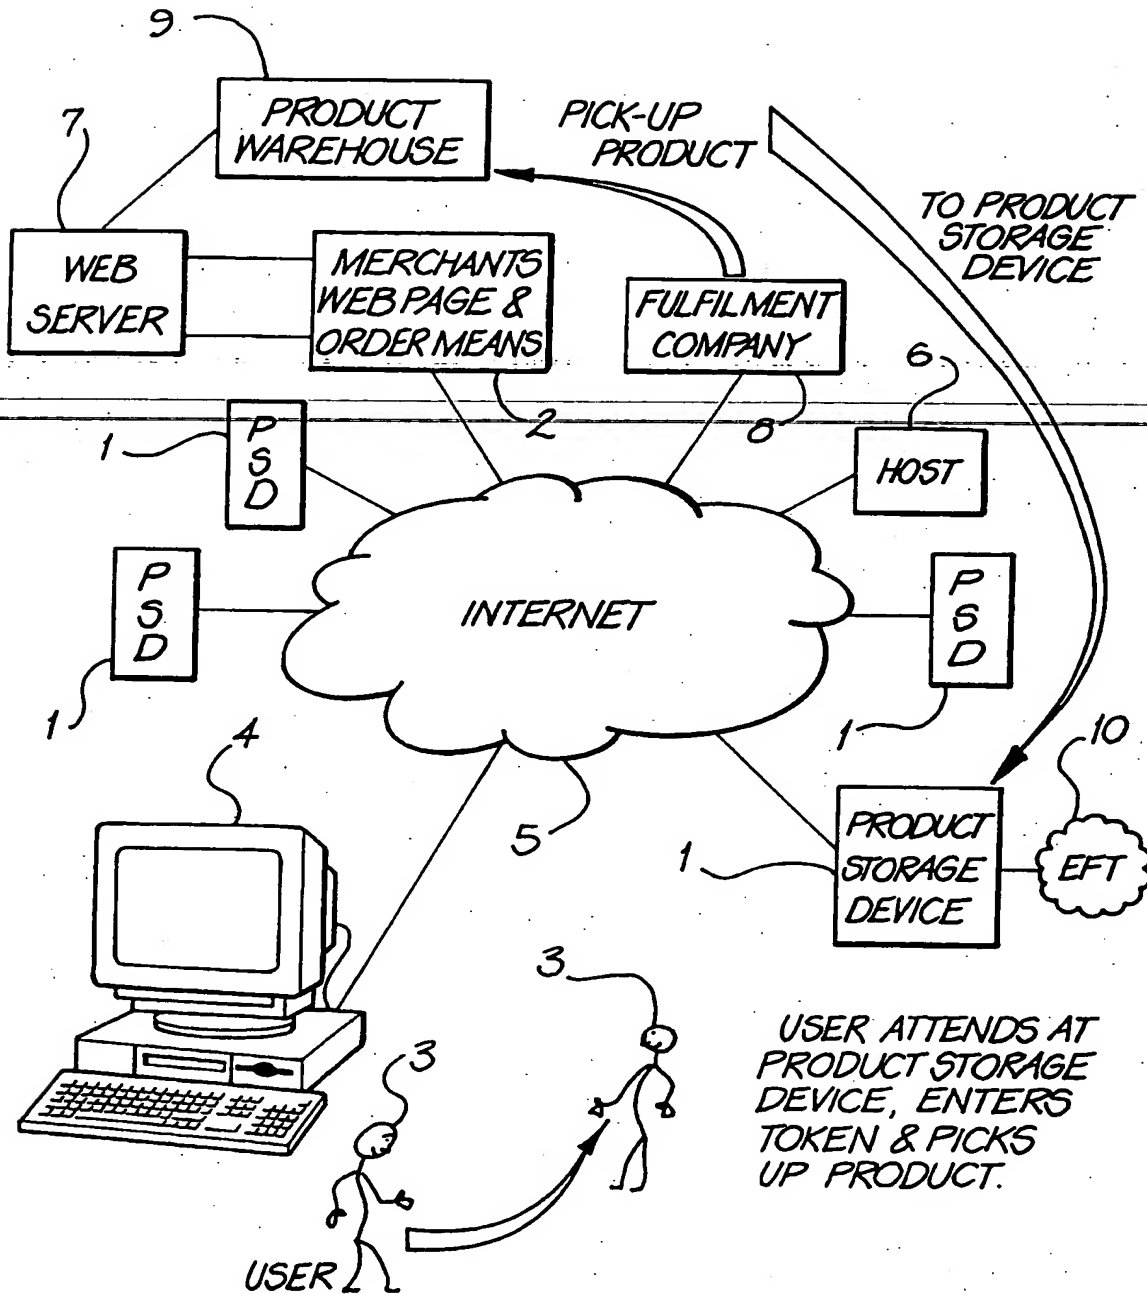 9
PRODUCT
WAREHOUSE
7
PICK-UP
PRODUCT
TO PRODUCT
STORAGE
DEVICE
WEB
SERVER
MERCHANTS
WEB PAGE &
ORDER MEANS
FULFILMENT
COMPANY
6
1
P
S
D
2
8
HOST
P
S
D
INTERNET
P
S
D
1
4
1
10
5
1
PRODUCT
STORAGE
DEVICE
EFT
3
3
USER ATTENDS AT
PRODUCT STORAGE
DEVICE, ENTERS
TOKEN & PICKS
UP PRODUCT.
USER